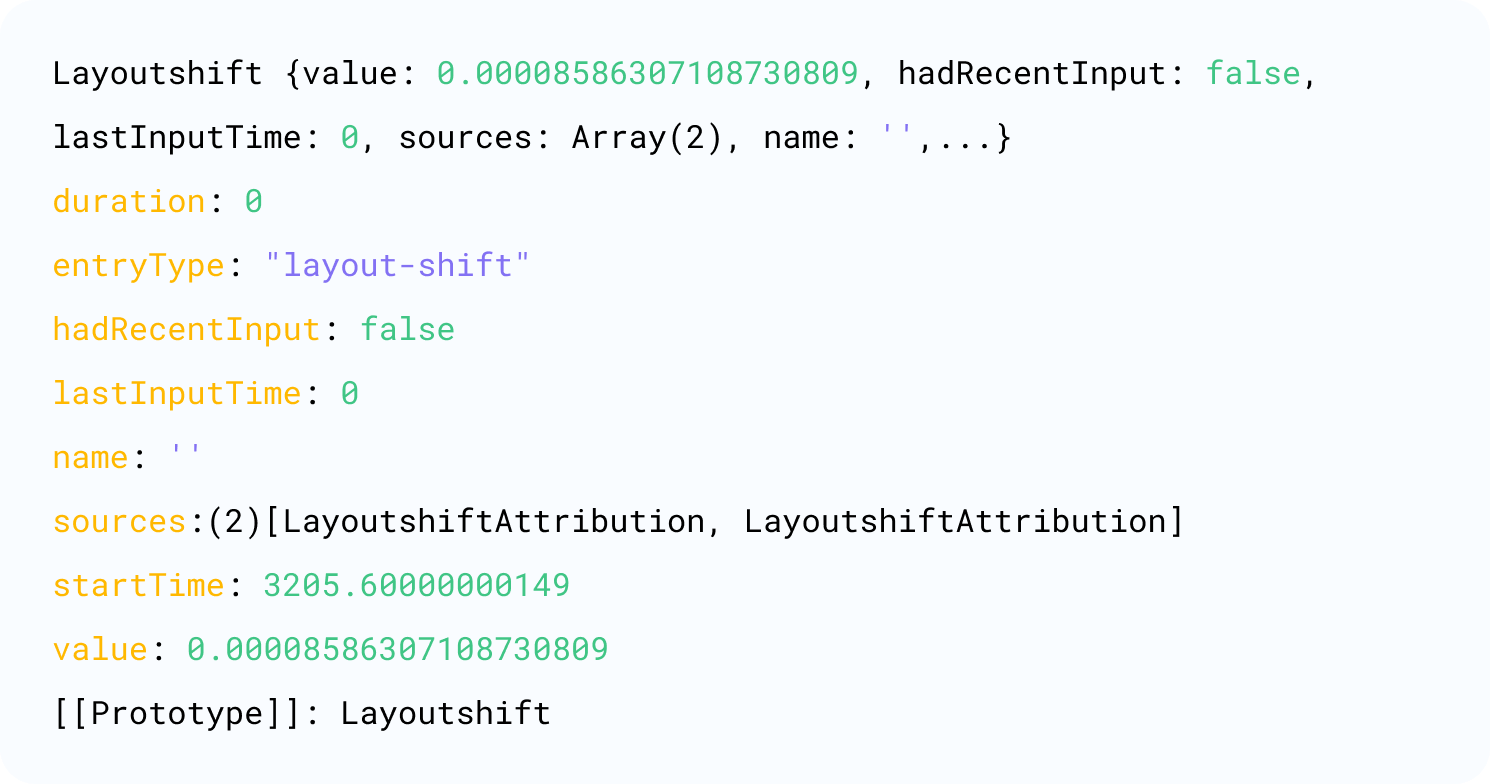 Layoutshift {value: 0.00008586307108730809, hadRecentInput: false,
lastInputTime: 0, sources: Array(2), name: '',...}
duration: 0
entryType: "layout-shift"
hadRecentInput: false
lastInputTime: 0
name: ''
sources:(2)[LayoutshiftAttribution, LayoutshiftAttribution]
startTime: 3205.60000000149
value: 0.00008586307108730809
[[Prototype]]: Layoutshift